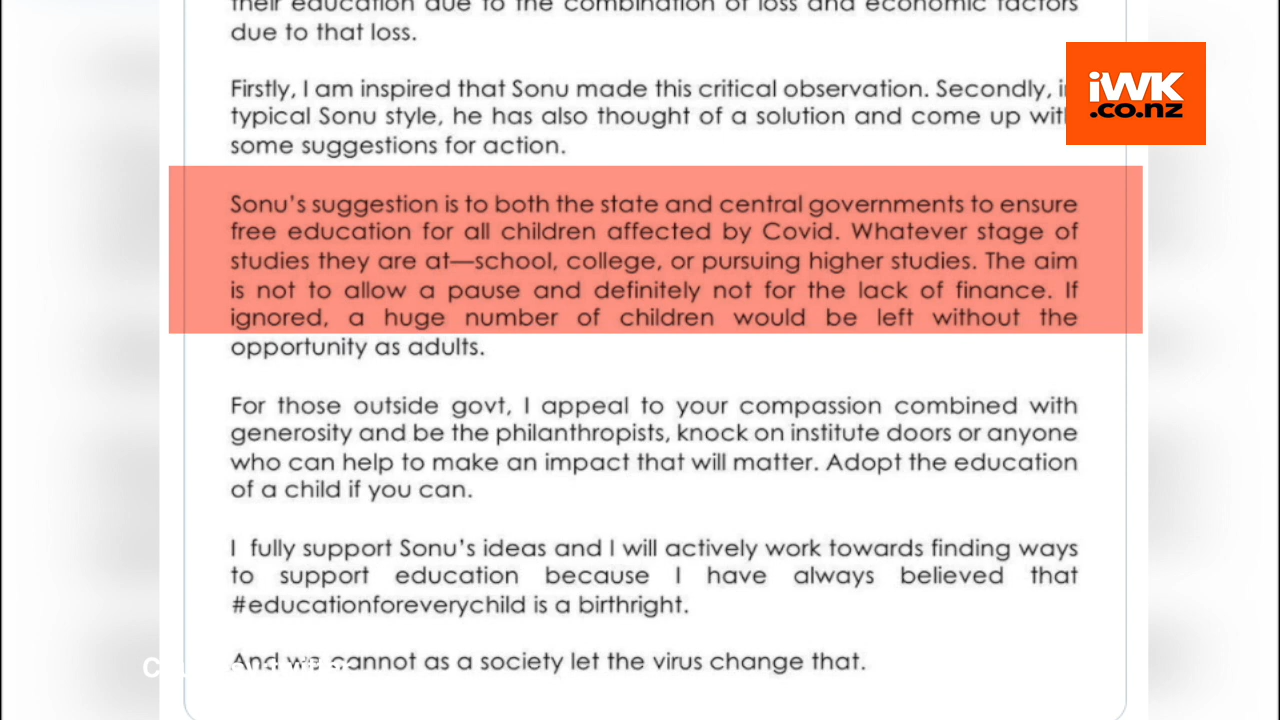 their education due to the combination of loss and economic factors
due to that loss.
Firstly, I am inspired that Sonu made this critical observation. Secondly, in
typical Sonu style, he has also thought of a solution and come up with
some suggestions for action.
Sonu's suggestion is to both the state and central governments to ensure
free education for all children affected by Covid. Whatever stage of
studies they are at—school, college, or pursuing higher studies. The aim
is not to allow a pause and definitely not for the lack of finance. If
ignored, a huge number of children would be left without the
opportunity as adults.
For those outside govt, I appeal to your compassion combined with
generosity and be the philanthropists, knock on institute doors or anyone
who can help to make an impact that will matter. Adopt the education
of a child if you can.
I fully support Sonu's ideas and I will actively work towards finding ways
to support education because I have always believed that
#educationforeverychild is a birthright.
And we cannot as a society let the virus change that.
iWK
.co.nz